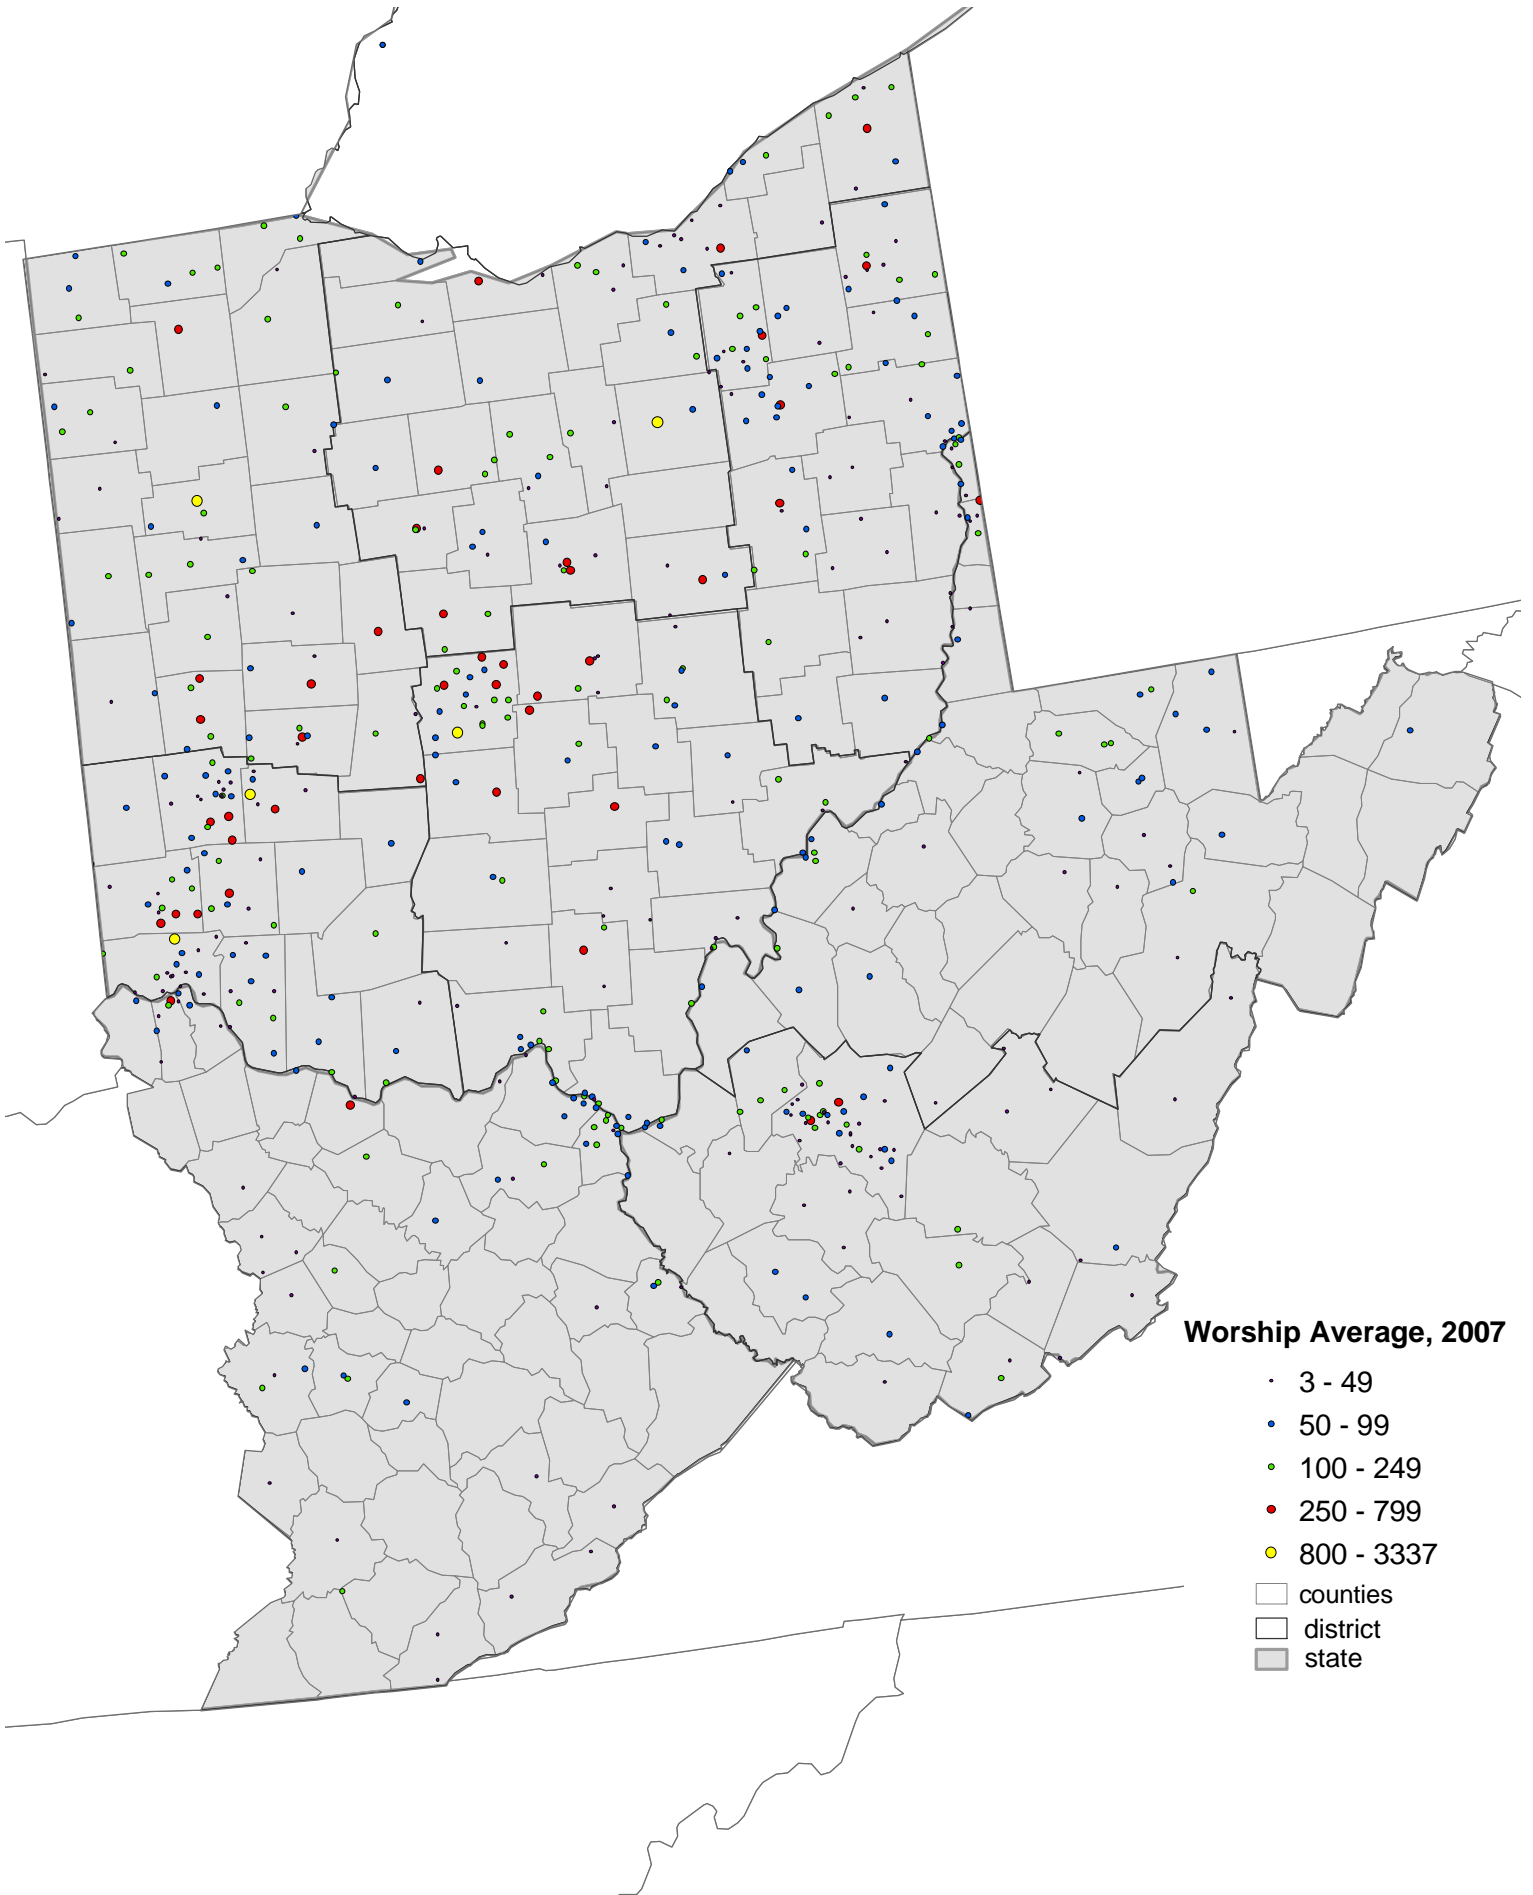 Worship Average, 2007
3 - 49
50 - 99
100 - 249
250 - 799
800 - 3337
counties
district
state